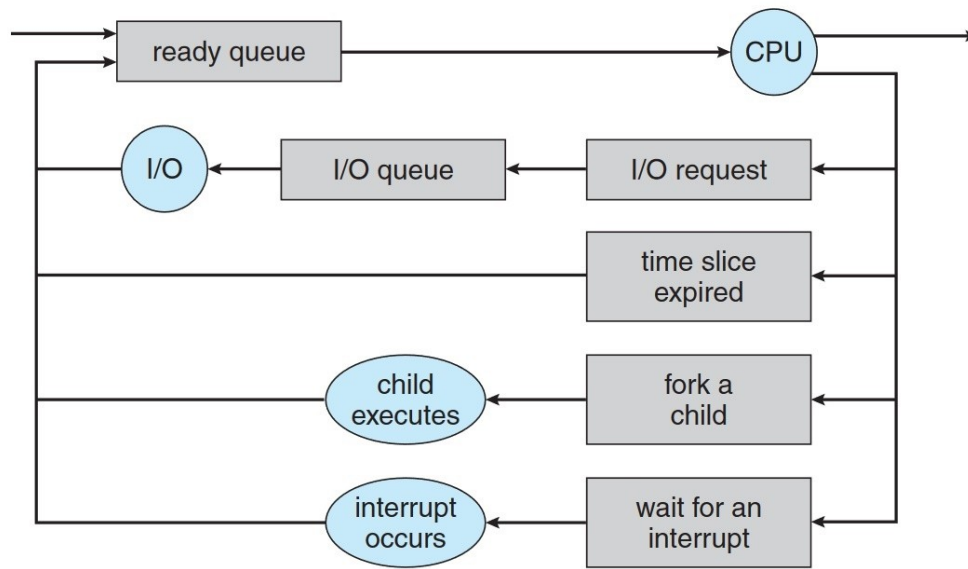 ready queue
CPU
I/O
I/O queue
I/O request
time slice
expired
child
executes
fork a
child
interrupt
occurs
wait for an
interrupt